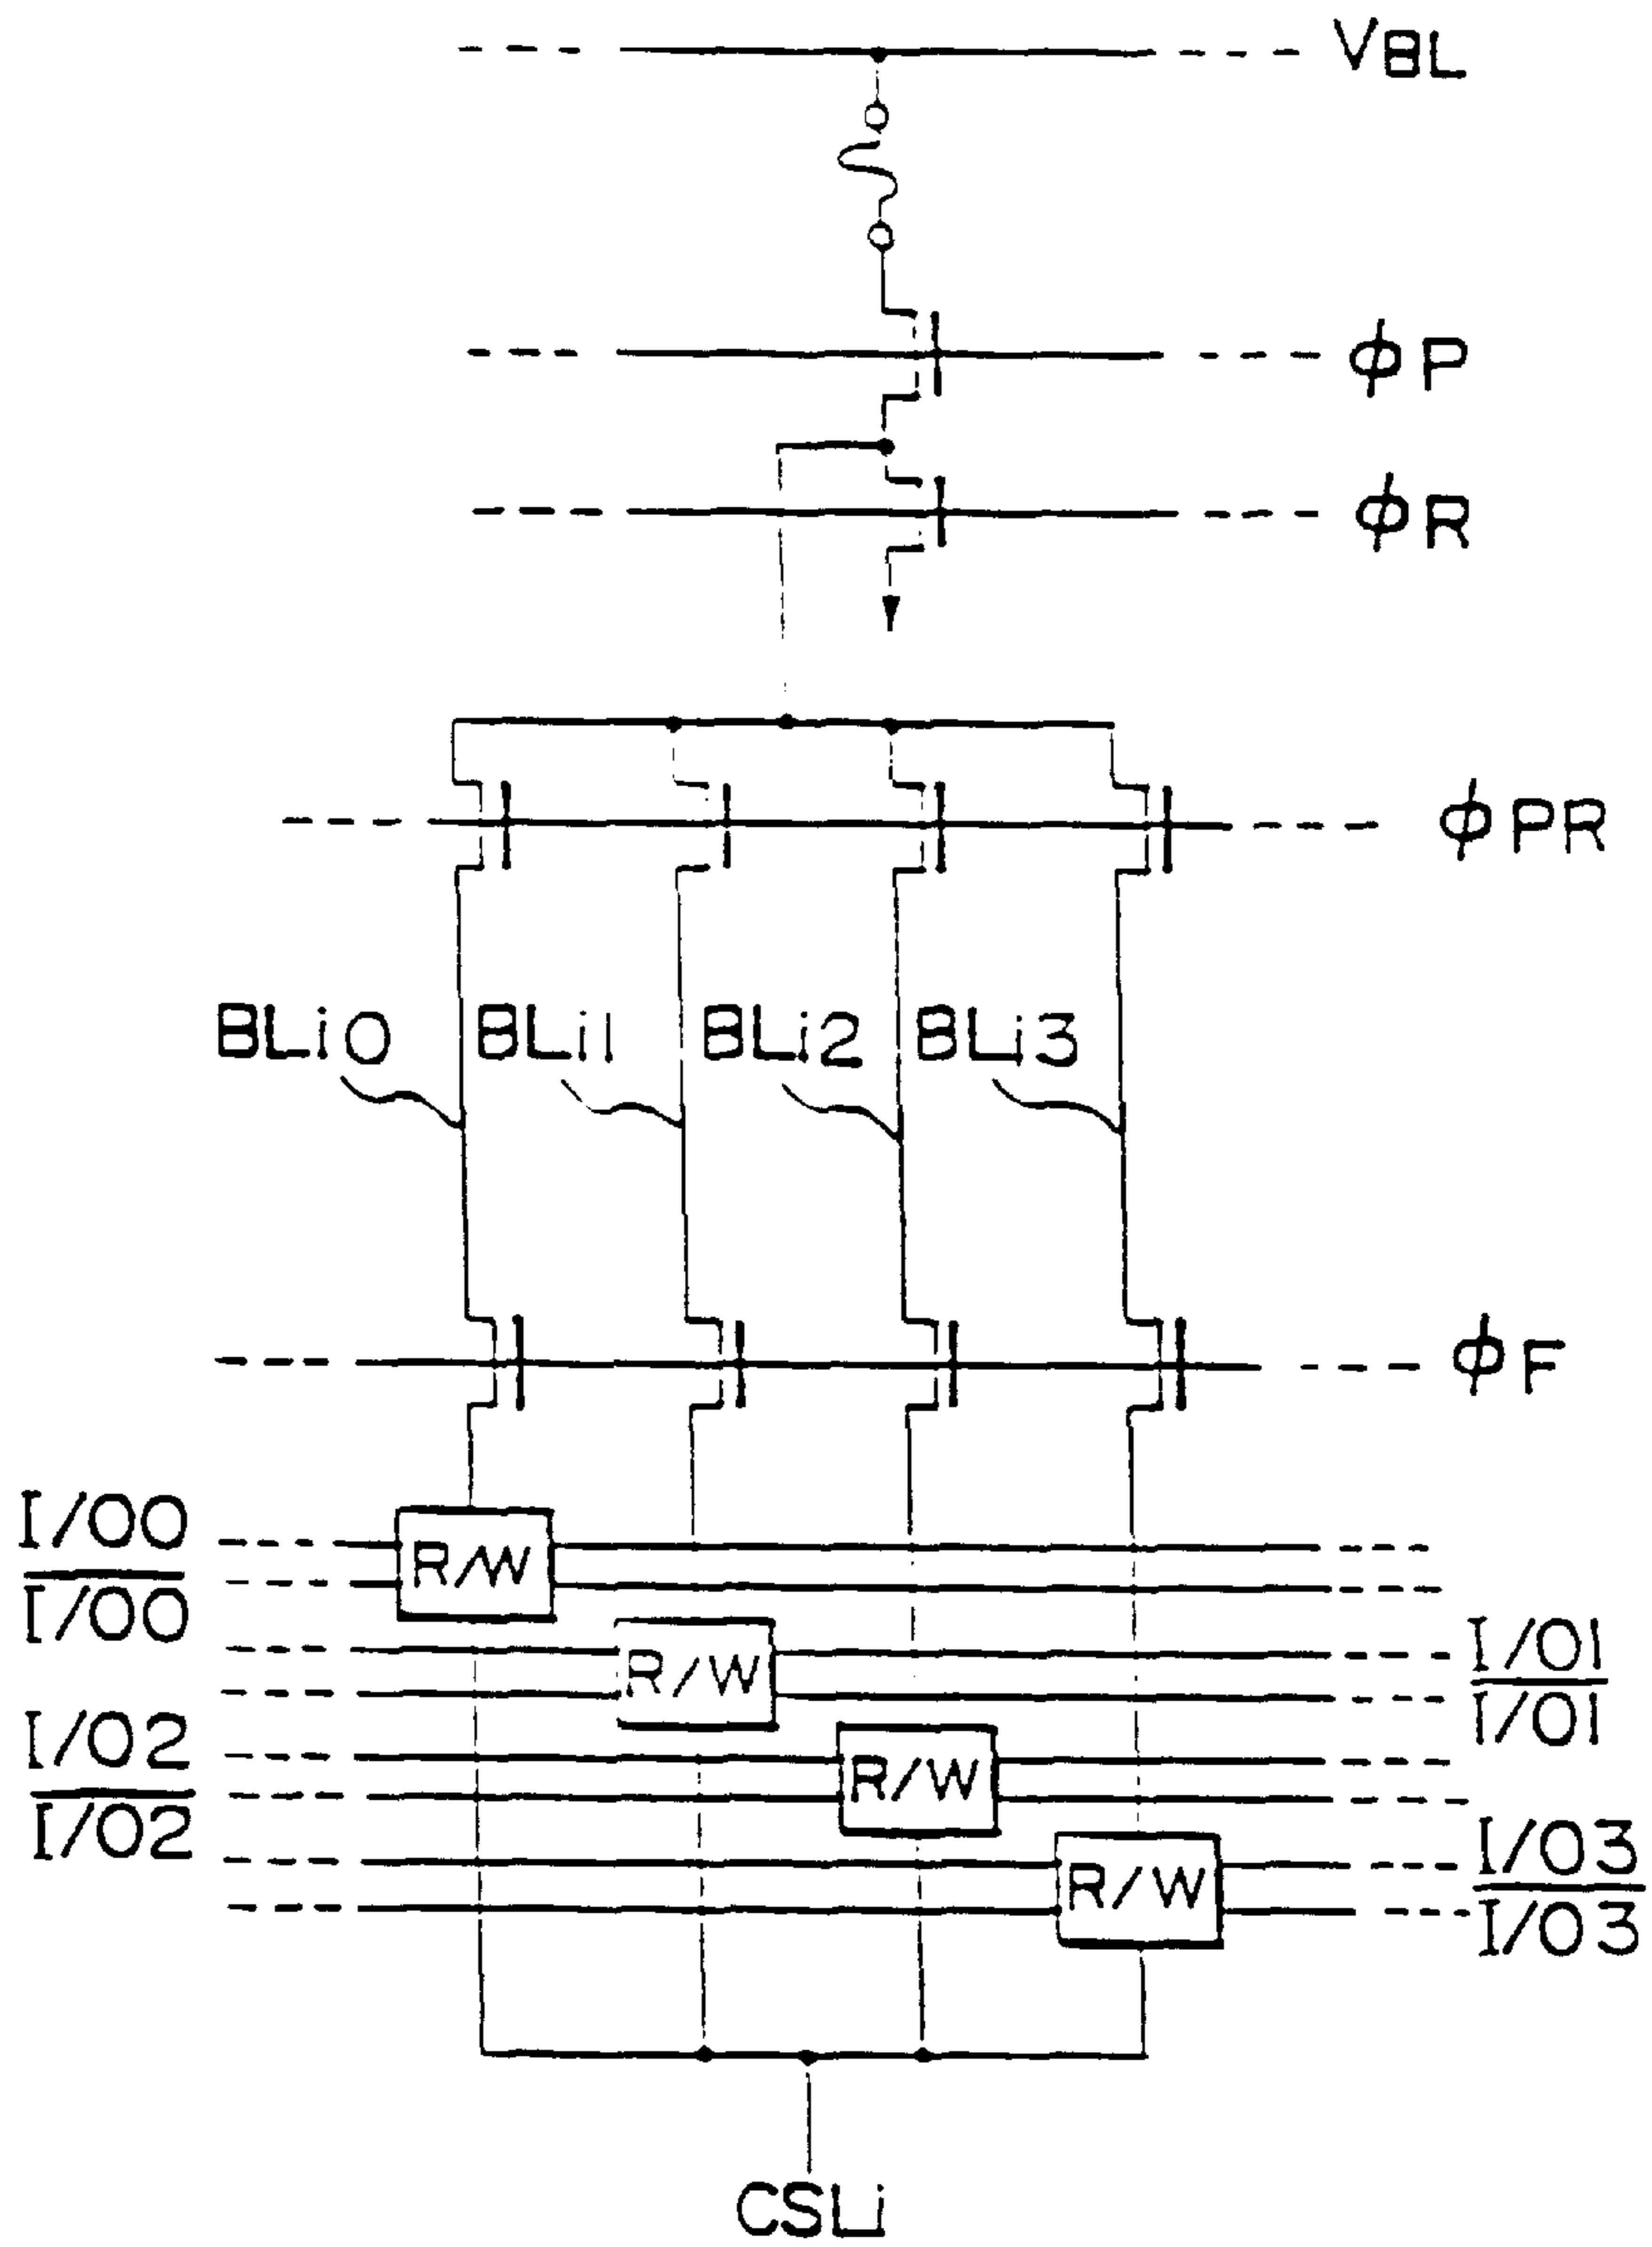 VBL
ϕP
ϕR
ϕPR
BLi0 BLi1 BLi2 BLi3
ϕF
I/O0
I/O0
R/W
R/W
I/O1
I/O1
I/O2
I/O2
R/W
R/W
I/O3
I/O3
CSLi